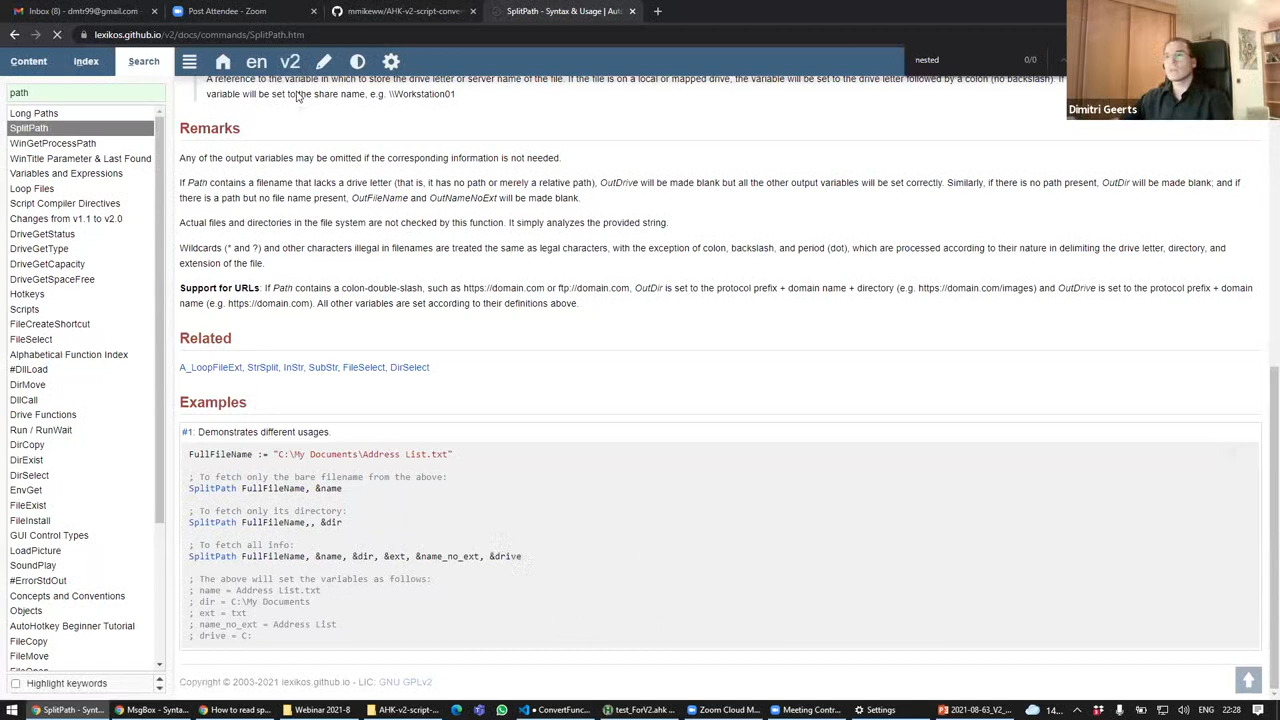 Inbox (8) - dmtr99@gmail.com
Post Attendee - Zoom
mmikeww/AHK-v2-script-conve
SplitPath - Syntax & Usage | Auto
lexikos.github.io/v2/docs/commands/SplitPath.htm
Content
Index
Search
en
v2
nested
0/0
path
Long Paths
SplitPath
WinGetProcessPath
WinTitle Parameter & Last Found
Variables and Expressions
Loop Files
Script Compiler Directives
Changes from v1.1 to v2.0
DriveGetStatus
DriveGetType
DriveGetCapacity
DriveGetSpaceFree
Hotkeys
Scripts
FileCreateShortcut
FileSelect
Alphabetical Function Index
#DllLoad
DirMove
DllCall
Drive Functions
Run / RunWait
DirCopy
DirExist
DirSelect
EnvGet
FileExist
FileInstall
GUI Control Types
LoadPicture
SoundPlay
#ErrorStdOut
Concepts and Conventions
Objects
AutoHotkey Beginner Tutorial
FileCopy
FileMove
Highlight keywords
A reference to the variable in which to store the drive letter or server name of the file. If the file is on a local or mapped drive, the variable will be set to the drive letter followed by a colon (no backslash). If
variable will be set to the share name, e.g. \\Workstation01
Remarks
Any of the output variables may be omitted if the corresponding information is not needed.
If Path contains a filename that lacks a drive letter (that is, it has no path or merely a relative path), OutDrive will be made blank but all the other output variables will be set correctly. Similarly, if there is no path present, OutDir will be made blank; and if
there is a path but no file name present, OutFileName and OutNameNoExt will be made blank.
Actual files and directories in the file system are not checked by this function. It simply analyzes the provided string.
Wildcards (* and ?) and other characters illegal in filenames are treated the same as legal characters, with the exception of colon, backslash, and period (dot), which are processed according to their nature in delimiting the drive letter, directory, and
extension of the file.
Support for URLs: If Path contains a colon-double-slash, such as https://domain.com or ftp://domain.com, OutDir is set to the protocol prefix + domain name + directory (e.g. https://domain.com/images) and OutDrive is set to the protocol prefix + domain
name (e.g. https://domain.com). All other variables are set according to their definitions above.
Related
A_LoopFileExt, StrSplit, InStr, SubStr, FileSelect, DirSelect
Examples
#1: Demonstrates different usages.
FullFileName := "C:\My Documents\Address List.txt"
; To fetch only the bare filename from the above:
SplitPath FullFileName, &name
; To fetch only its directory:
SplitPath FullFileName,, &dir
; To fetch all info:
SplitPath FullFileName, &name, &dir, &ext, &name_no_ext, &drive
; The above will set the variables as follows:
; name = Address List.txt
; dir = C:\My Documents
; ext = txt
; name_no_ext = Address List
; drive = C:
Copyright © 2003-2021 lexikos.github.io - LIC: GNU GPLv2
Dimitri Geerts
SplitPath - Synt...
MsgBox - Synta...
How to read sp...
Webinar 2021-8
AHK-v2-script-...
ConvertFunc...
test_ForV2.ahk ...
Zoom Cloud M...
Meeting Contr...
Settings
2021-08-63_V2_...
14...
ENG
22:28